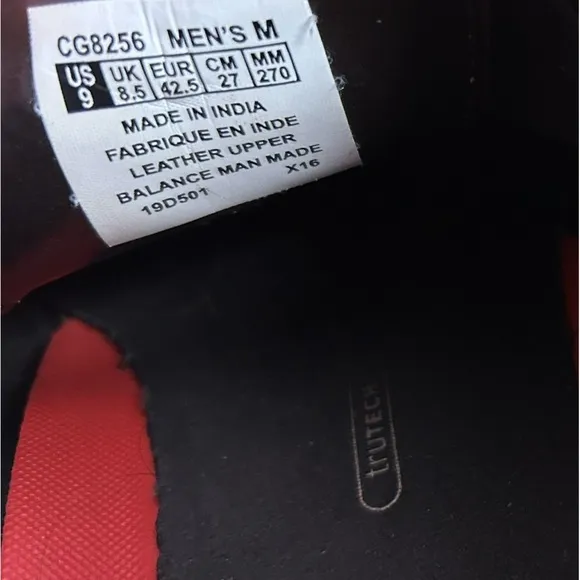 CG8256 MEN'S M
US UK EUR CM MM
9 8.5 42.5 27 270
MADE IN INDIA
FABRIQUE EN INDE
LEATHER UPPER
BALANCE MAN MADE
19D501 X16
truTECH